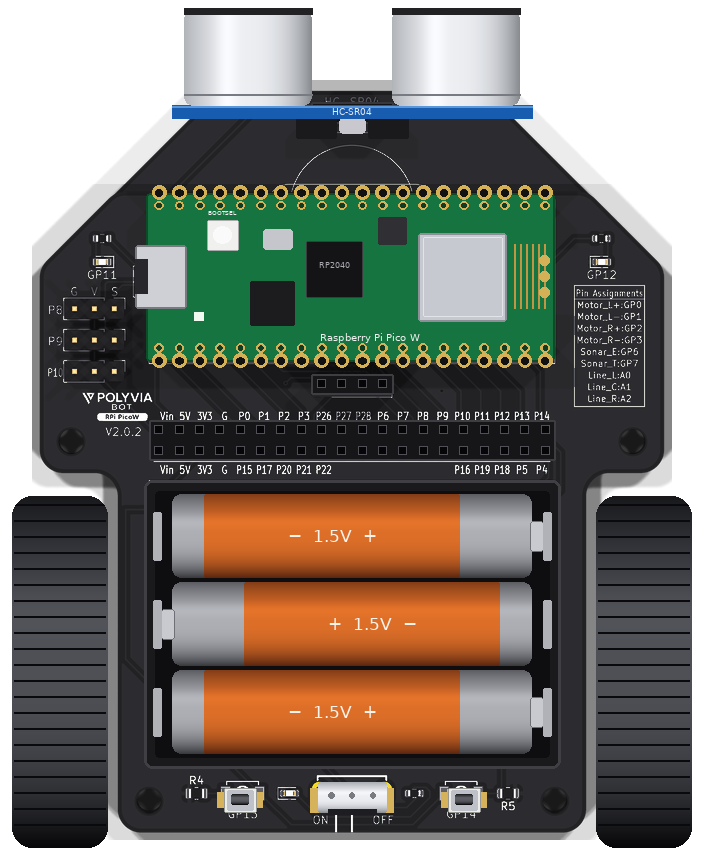 HC-SR04
HC-SR04
BOOTSEL
RP2040
Raspberry Pi Pico W
GP11
GP12
G V S
P8
P9
P10
POLYVIA
BOT
RPi PicoW
V2.0.2
Pin Assignments
Motor_L+:GP0
Motor_L-:GP1
Motor_R+:GP2
Motor_R+:GP3
Sonar_E:GP6
Sonar_T:GP7
Line_L:A0
Line_C:A1
Line_R:A2
Vin 5V 3V3 G P0 P1 P2 P3 P26 P27 P28 P6 P7 P8 P9 P10 P11 P12 P13 P14
Vin 5V 3V3 G P15 P17 P20 P21 P22 P16 P19 P18 P5 P4
− 1.5V +
+ 1.5V −
− 1.5V +
R4
GP13
ON OFF
GP14
R5